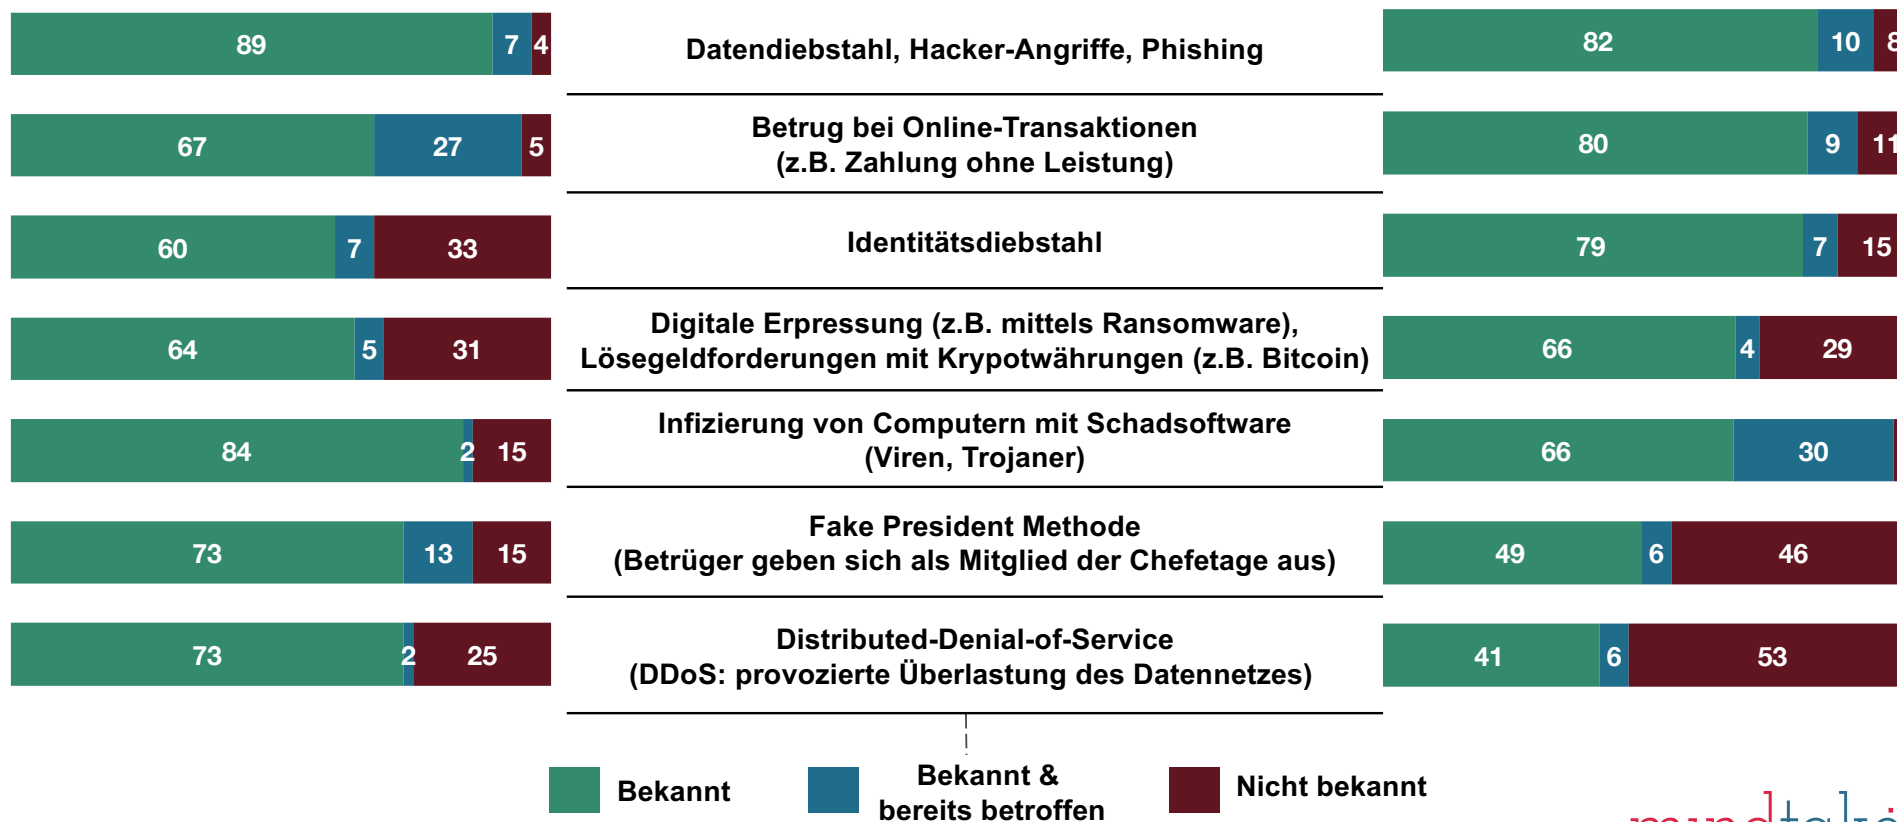 89 7 4 Datendiebstahl, Hacker-Angriffe, Phishing 82 10 8
67 27 5 Betrug bei Online-Transaktionen 80 9 11
(z.B. Zahlung ohne Leistung)
60 7 33 Identitätsdiebstahl 79 7 15
64 5 31 Digitale Erpressung (z.B. mittels Ransomware), 66 4 29
Lösegeldforderungen mit Krypotwährungen (z.B. Bitcoin)
84 2 15 Infizierung von Computern mit Schadsoftware 66 30
(Viren, Trojaner)
73 13 15 Fake President Methode 49 6 46
(Betrüger geben sich als Mitglied der Chefetage aus)
73 2 25 Distributed-Denial-of-Service 41 6 53
(DDoS: provozierte Überlastung des Datennetzes)
Bekannt
Bekannt &
bereits betroffen
Nicht bekannt